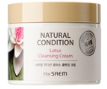 NATURAL
CONDITION
Lotus
Cleansing Cream
the SAEM